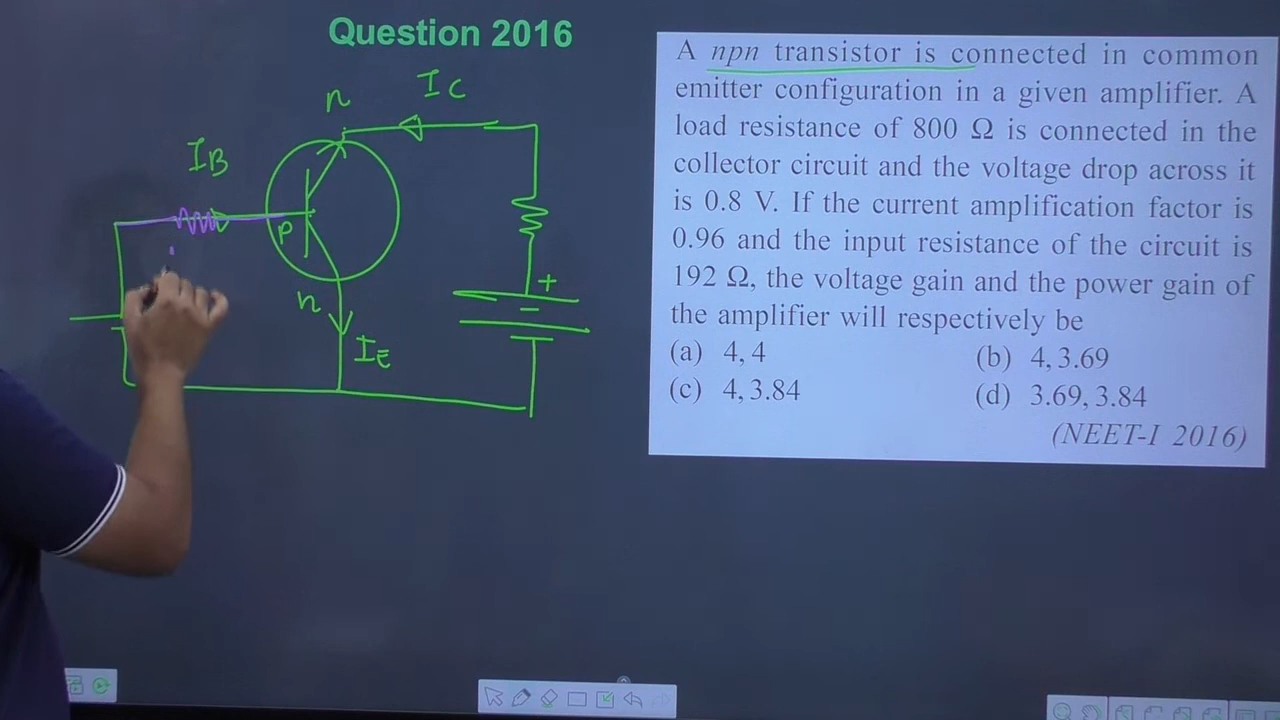 Question 2016
n
I C
I B
P
n
I E
+
A npn transistor is connected in common
emitter configuration in a given amplifier. A
load resistance of 800 Ω is connected in the
collector circuit and the voltage drop across it
is 0.8 V. If the current amplification factor is
0.96 and the input resistance of the circuit is
192 Ω, the voltage gain and the power gain of
the amplifier will respectively be
(a) 4, 4
(b) 4, 3.69
(c) 4, 3.84
(d) 3.69, 3.84
(NEET-I 2016)